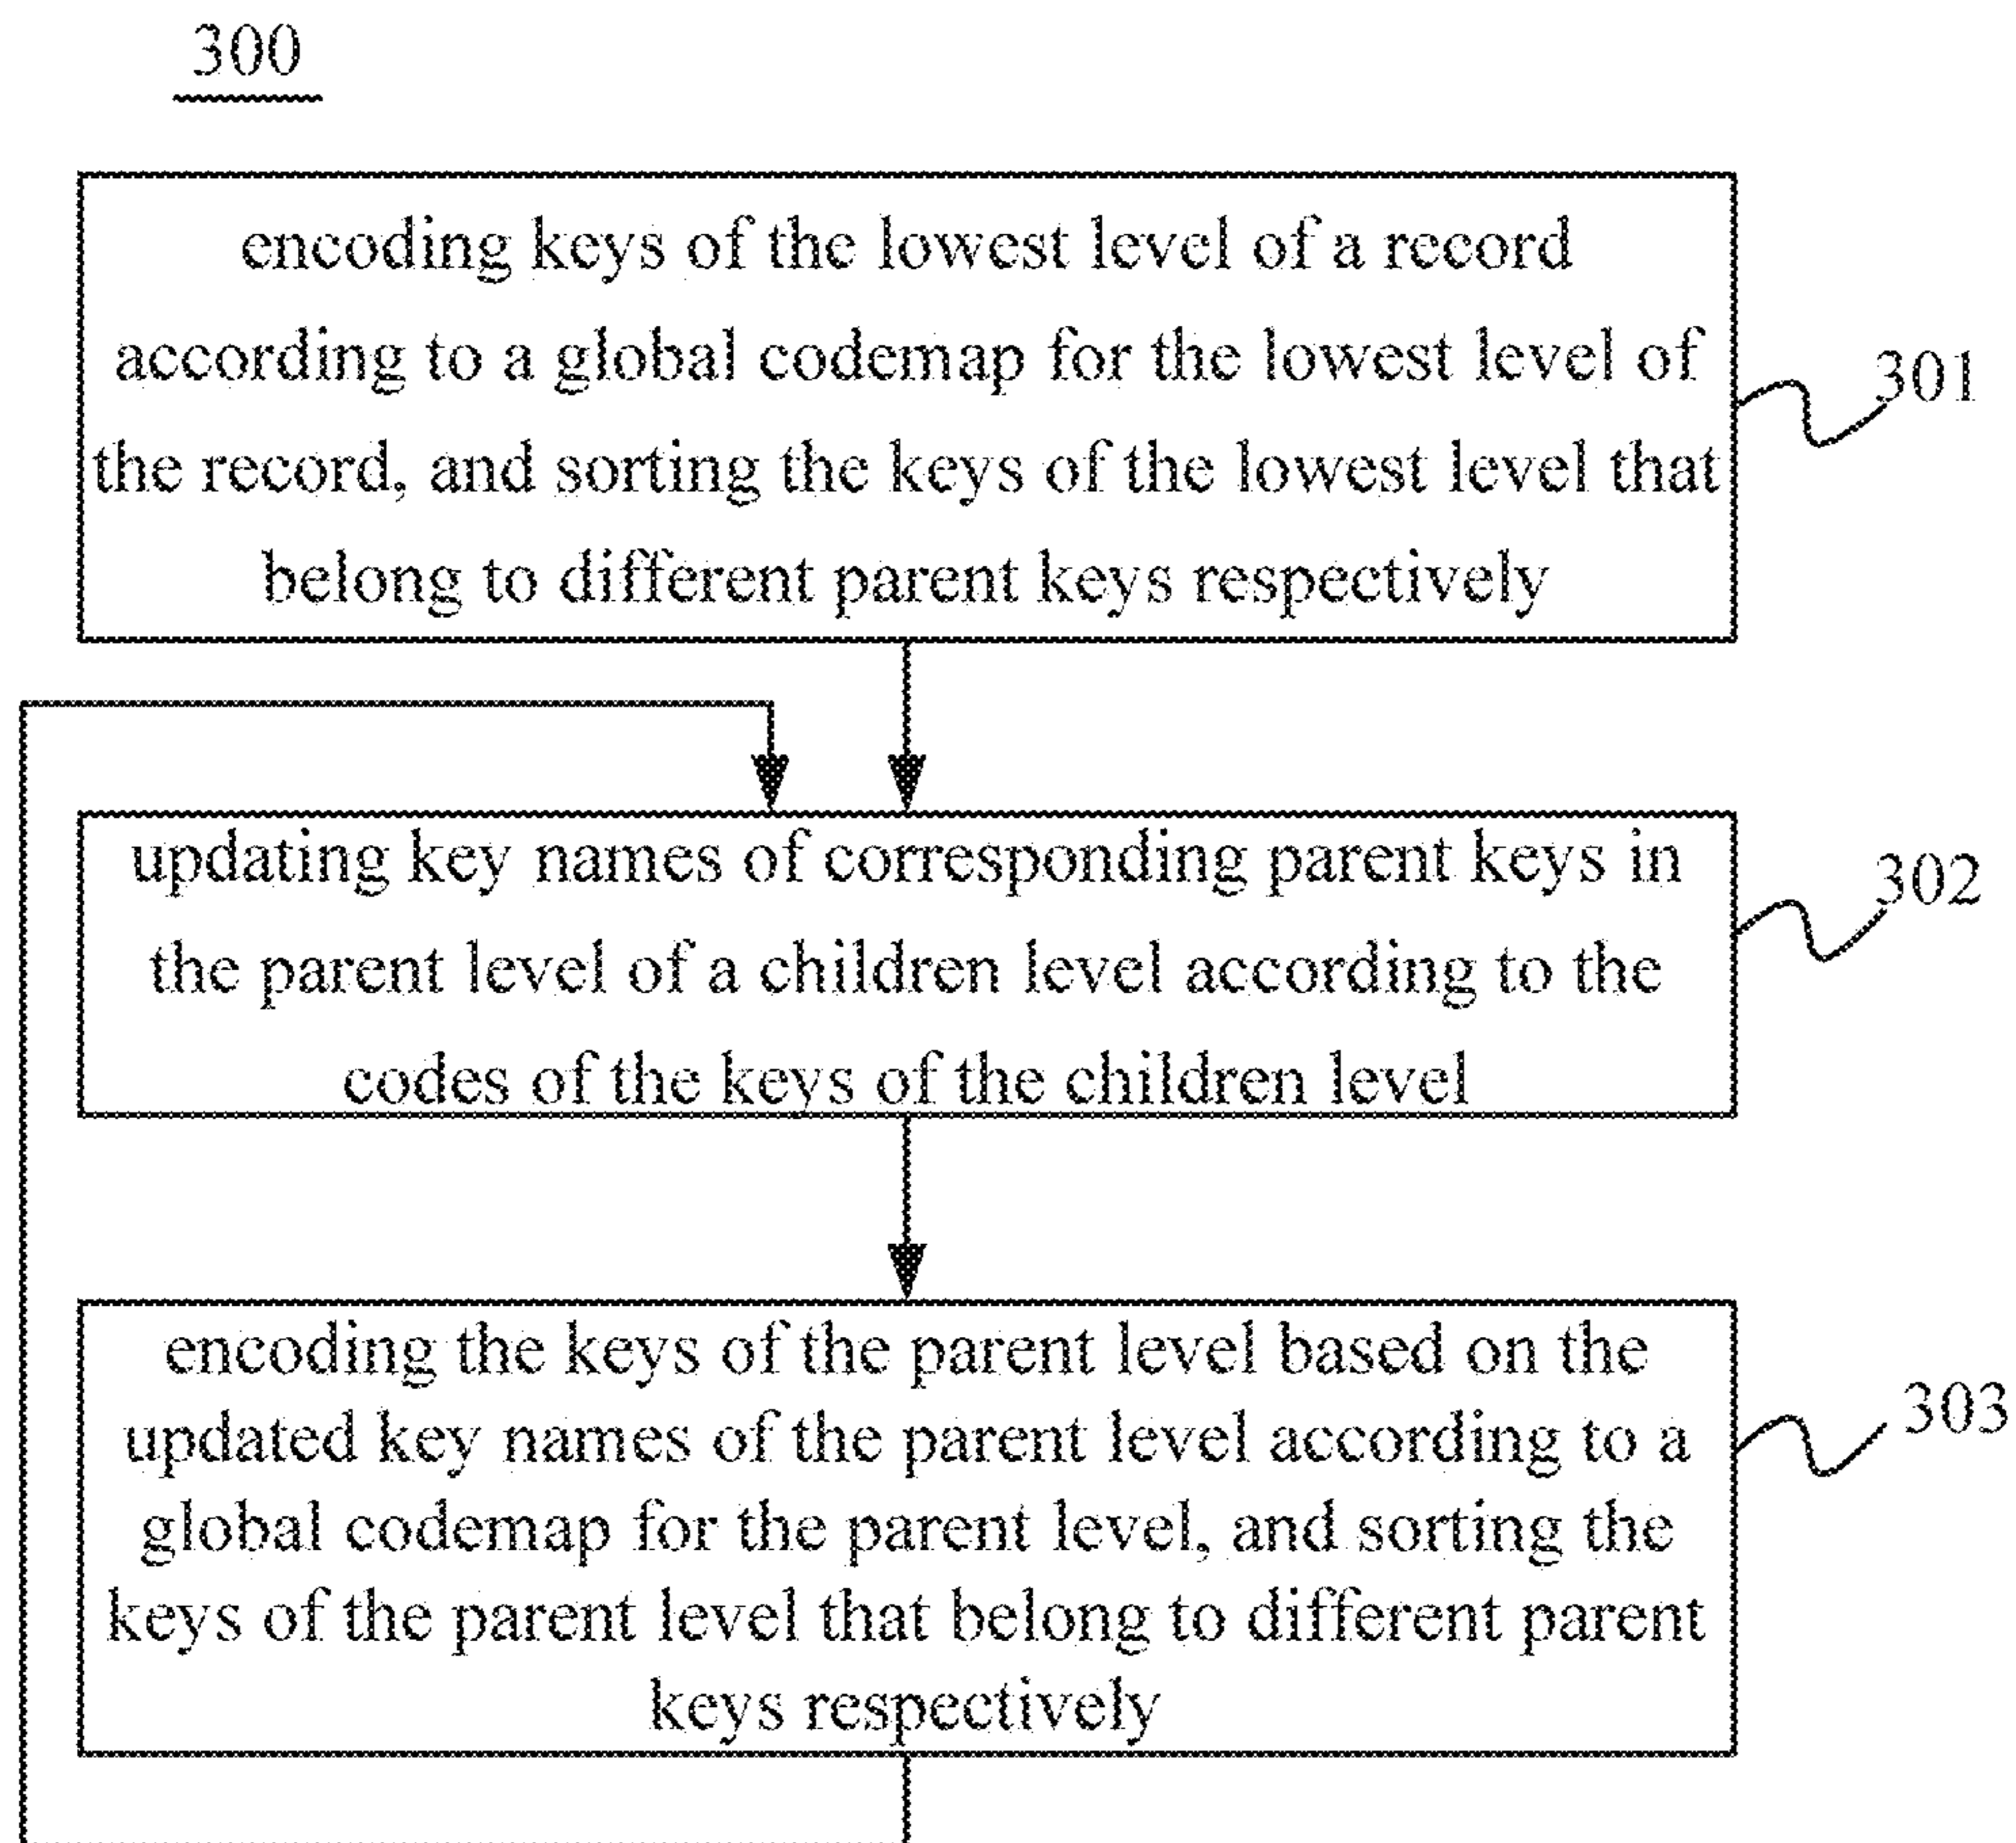 300
encoding keys of the lowest level of a record
according to a global codemap for the lowest level of
the record, and sorting the keys of the lowest level that
belong to different parent keys respectively
301
updating key names of corresponding parent keys in
the parent level of a children level according to the
codes of the keys of the children level
302
encoding the keys of the parent level based on the
updated key names of the parent level according to a
global codemap for the parent level, and sorting the
keys of the parent level that belong to different parent
keys respectively
303